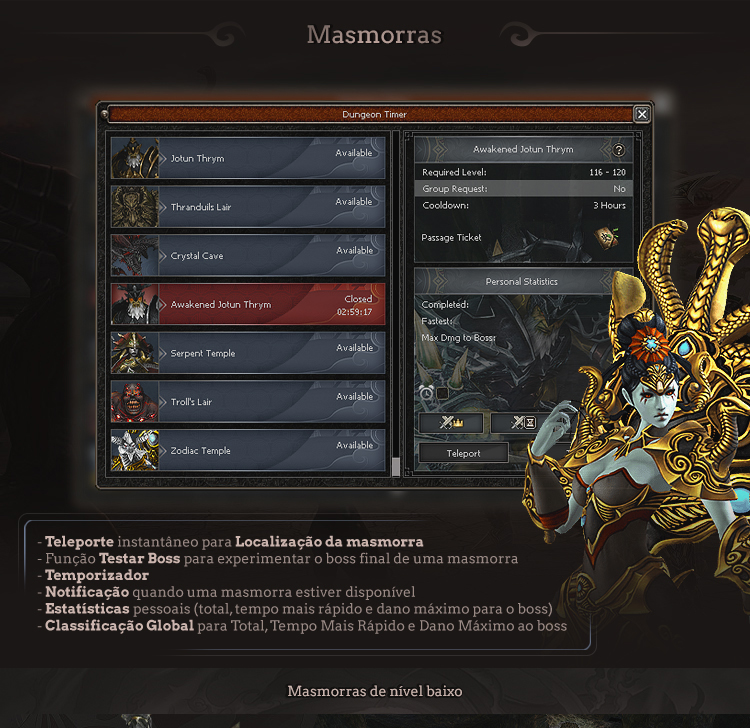 Masmorras
Dungeon Timer
Jotun Thrym
Available
Thranduils Lair
Available
Crystal Cave
Available
Awakened Jotun Thrym
Closed
02:59:17
Serpent Temple
Available
Troll's Lair
Available
Zodiac Temple
Available
Awakened Jotun Thrym
?
Required Level: 116 - 120
Group Request: No
Cooldown: 3 Hours
Passage Ticket
Personal Statistics
Completed:
Fastest:
Max Dmg to Boss:
Teleport
- Teleporte instantâneo para Localização da masmorra
- Função Testar Boss para experimentar o boss final de uma masmorra
- Temporizador
- Notificação quando uma masmorra estiver disponível
- Estatísticas pessoais (total, tempo mais rápido e dano máximo para o boss)
- Classificação Global para Total, Tempo Mais Rápido e Dano Máximo ao boss
Masmorras de nível baixo